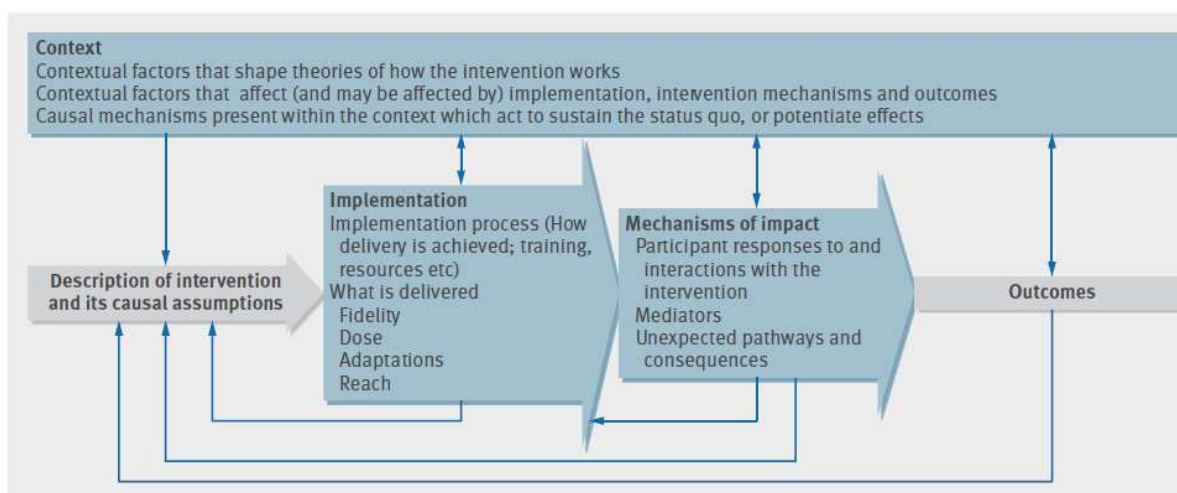 Context
Contextual factors that shape theories of how the intervention works
Contextual factors that affect (and may be affected by) implementation, intervention mechanisms and outcomes
Causal mechanisms present within the context which act to sustain the status quo, or potentiate effects
Description of intervention
and its causal assumptions
Implementation
Implementation process (How
delivery is achieved; training,
resources etc)
What is delivered
Fidelity
Dose
Adaptations
Reach
Mechanisms of impact
Participant responses to and
interactions with the
intervention
Mediators
Unexpected pathways and
consequences
Outcomes